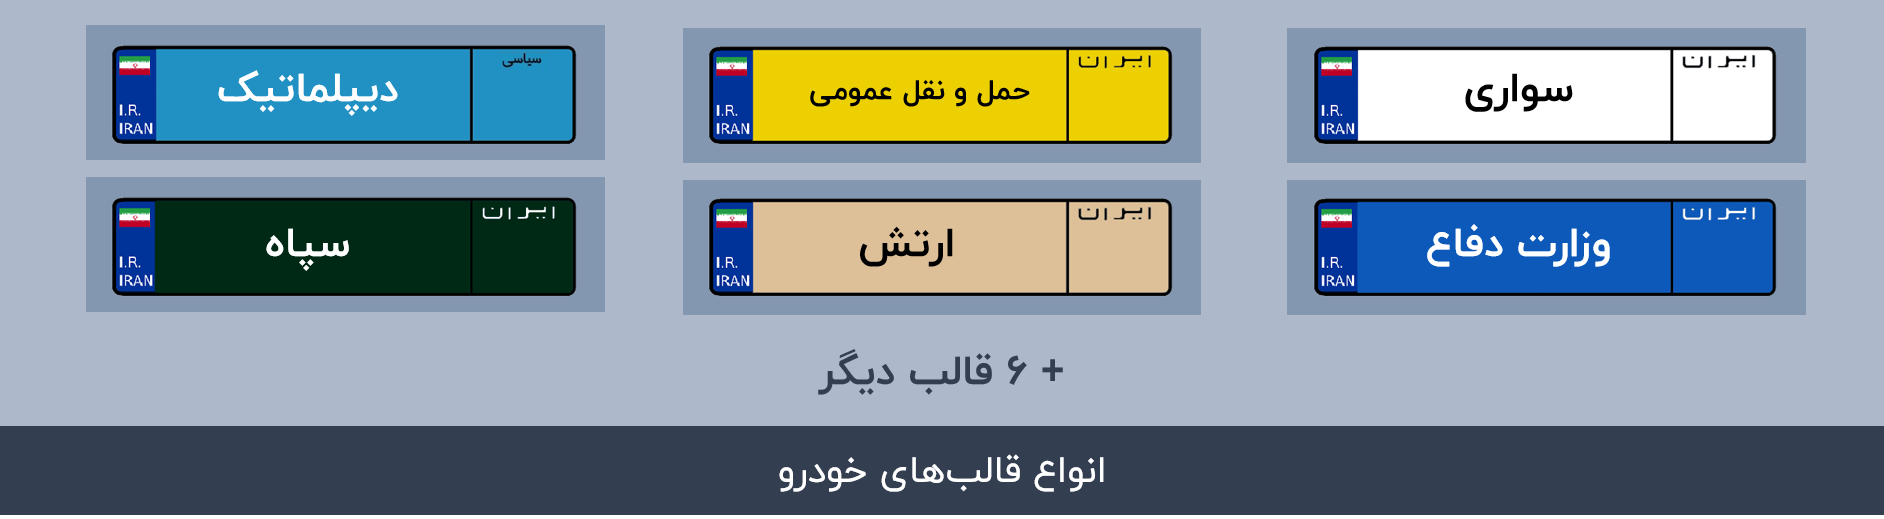 ایران
سواری
I.R.
IRAN
ایران
حمل و نقل عمومی
I.R.
IRAN
سیاسی
دیپلماتیک
I.R.
IRAN
ایران
وزارت دفاع
I.R.
IRAN
ایران
ارتش
I.R.
IRAN
ایران
سپاه
I.R.
IRAN
+ ۶ قالب دیگر
انواع قالب‌های خودرو